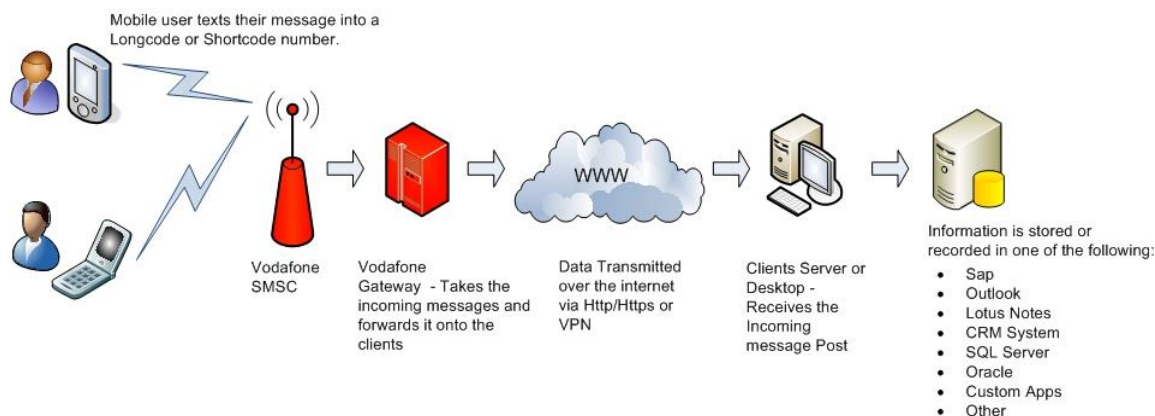 Mobile user texts their message into a
Longcode or Shortcode number.
WWW
Vodafone
SMSC
Vodafone
Gateway - Takes the
incoming messages and
forwards it onto the
clients
Data Transmitted
over the internet
via Http/Https or
VPN
Clients Server or
Desktop -
Receives the
Incoming
message Post
Information is stored or
recorded in one of the following:
• Sap
• Outlook
• Lotus Notes
• CRM System
• SQL Server
• Oracle
• Custom Apps
• Other